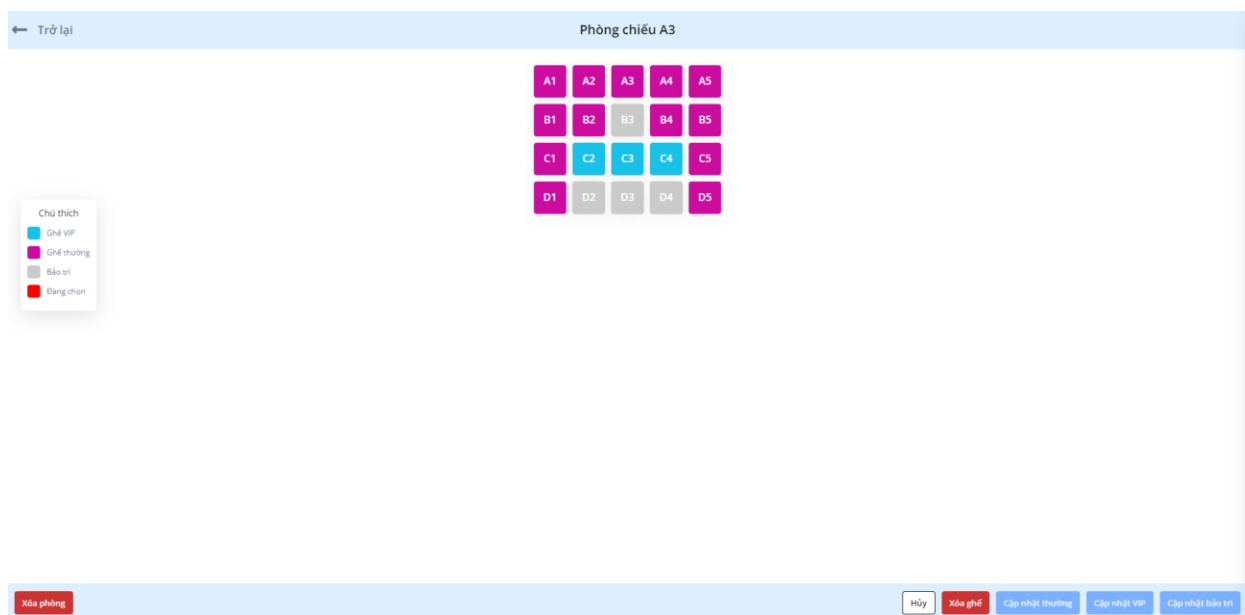 Trở lại
Phòng chiếu A3
A1 A2 A3 A4 A5
B1 B2 B3 B4 B5
C1 C2 C3 C4 C5
D1 D2 D3 D4 D5
Chú thích
Ghế VIP
Ghế thường
Bảo trì
Đang chọn
Xóa phòng Hủy Xóa ghế Cập nhật thường Cập nhật VIP Cập nhật bảo trì